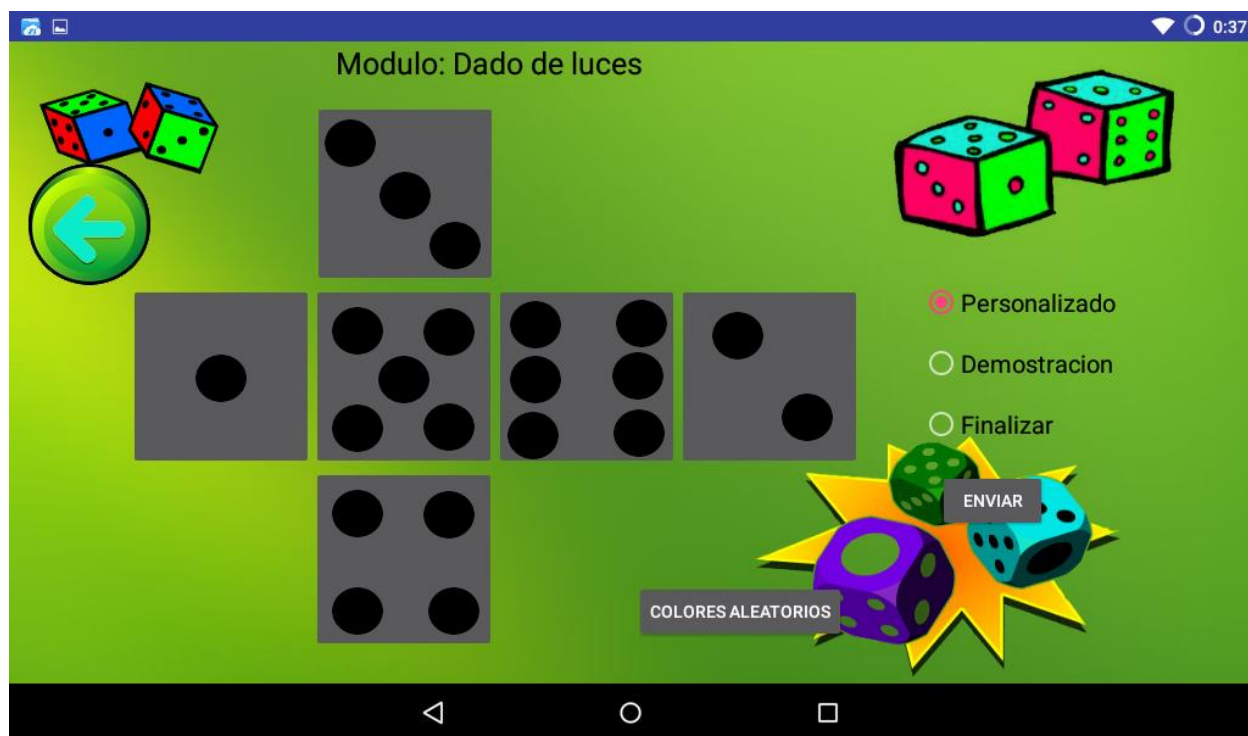 0:37
Modulo: Dado de luces
Personalizado
Demostracion
Finalizar
ENVIAR
COLORES ALEATORIOS